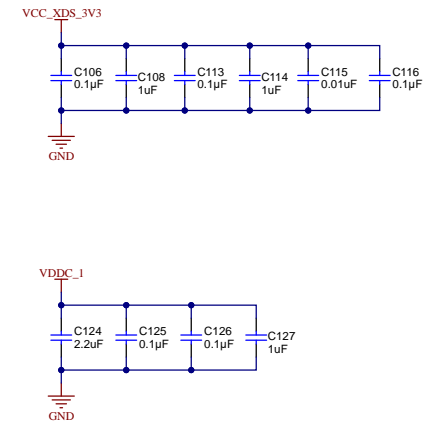 VCC_XDS_3V3
C106
0.1µF
C108
1uF
C113
0.1µF
C114
1uF
C115
0.01uF
C116
0.1µF
GND
VDDC_1
C124
2.2uF
C125
0.1µF
C126
0.1µF
C127
1uF
GND